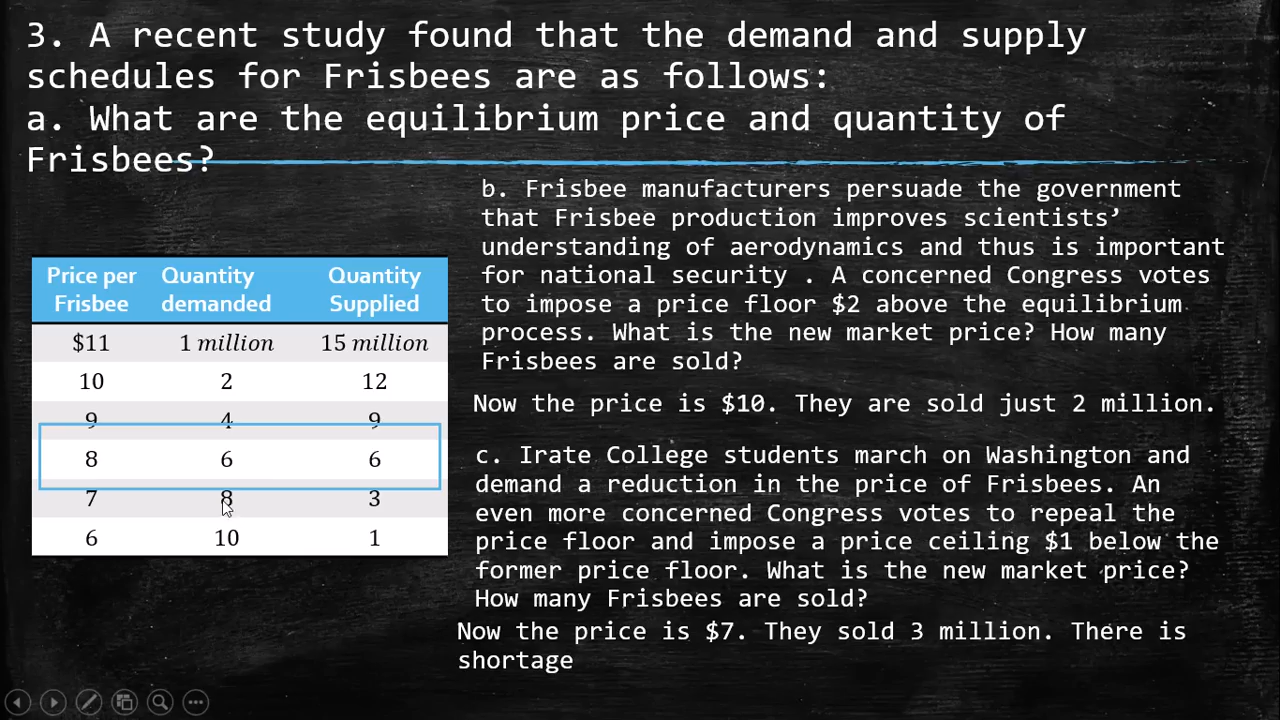 3. A recent study found that the demand and supply
schedules for Frisbees are as follows:
a. What are the equilibrium price and quantity of
Frisbees?
b. Frisbee manufacturers persuade the government
that Frisbee production improves scientists’
understanding of aerodynamics and thus is important
for national security . A concerned Congress votes
to impose a price floor $2 above the equilibrium
process. What is the new market price? How many
Frisbees are sold?
Now the price is $10. They are sold just 2 million.
c. Irate College students march on Washington and
demand a reduction in the price of Frisbees. An
even more concerned Congress votes to repeal the
price floor and impose a price ceiling $1 below the
former price floor. What is the new market price?
How many Frisbees are sold?
Now the price is $7. They sold 3 million. There is
shortage
Price per Quantity Quantity
Frisbee demanded Supplied
$11 1 million 15 million
10 2 12
9 4 9
8 6 6
7 8 3
6 10 1